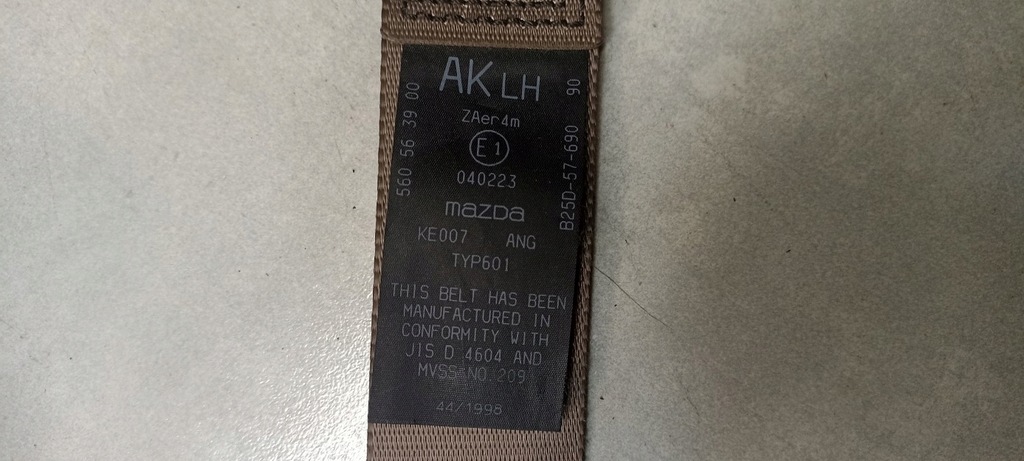 AK LH
ZAer4m
E1
040223
mazda
KE007 ANG
TYP601
THIS BELT HAS BEEN
MANUFACTURED IN
CONFORMITY WITH
JIS D 4604 AND
MVSS NO.209
44/1998
560 56 39 00
B25D-57-690 90